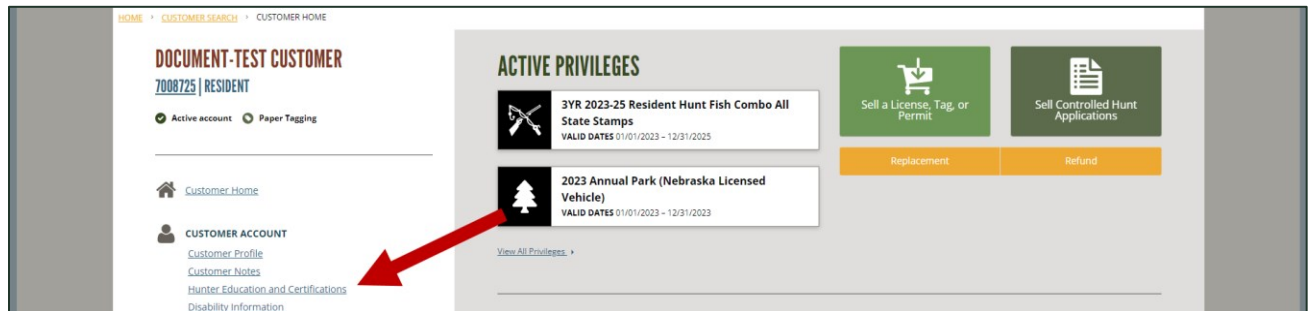 HOME › CUSTOMER SEARCH › CUSTOMER HOME
DOCUMENT-TEST CUSTOMER
7008725 | RESIDENT
Active account Paper Tagging
Customer Home
CUSTOMER ACCOUNT
Customer Profile
Customer Notes
Hunter Education and Certifications
Disability Information
ACTIVE PRIVILEGES
3YR 2023-25 Resident Hunt Fish Combo All
State Stamps
VALID DATES 01/01/2023 – 12/31/2025
2023 Annual Park (Nebraska Licensed
Vehicle)
VALID DATES 01/01/2023 – 12/31/2023
View All Privileges
Sell a License, Tag, or
Permit
Sell Controlled Hunt
Applications
Replacement
Refund